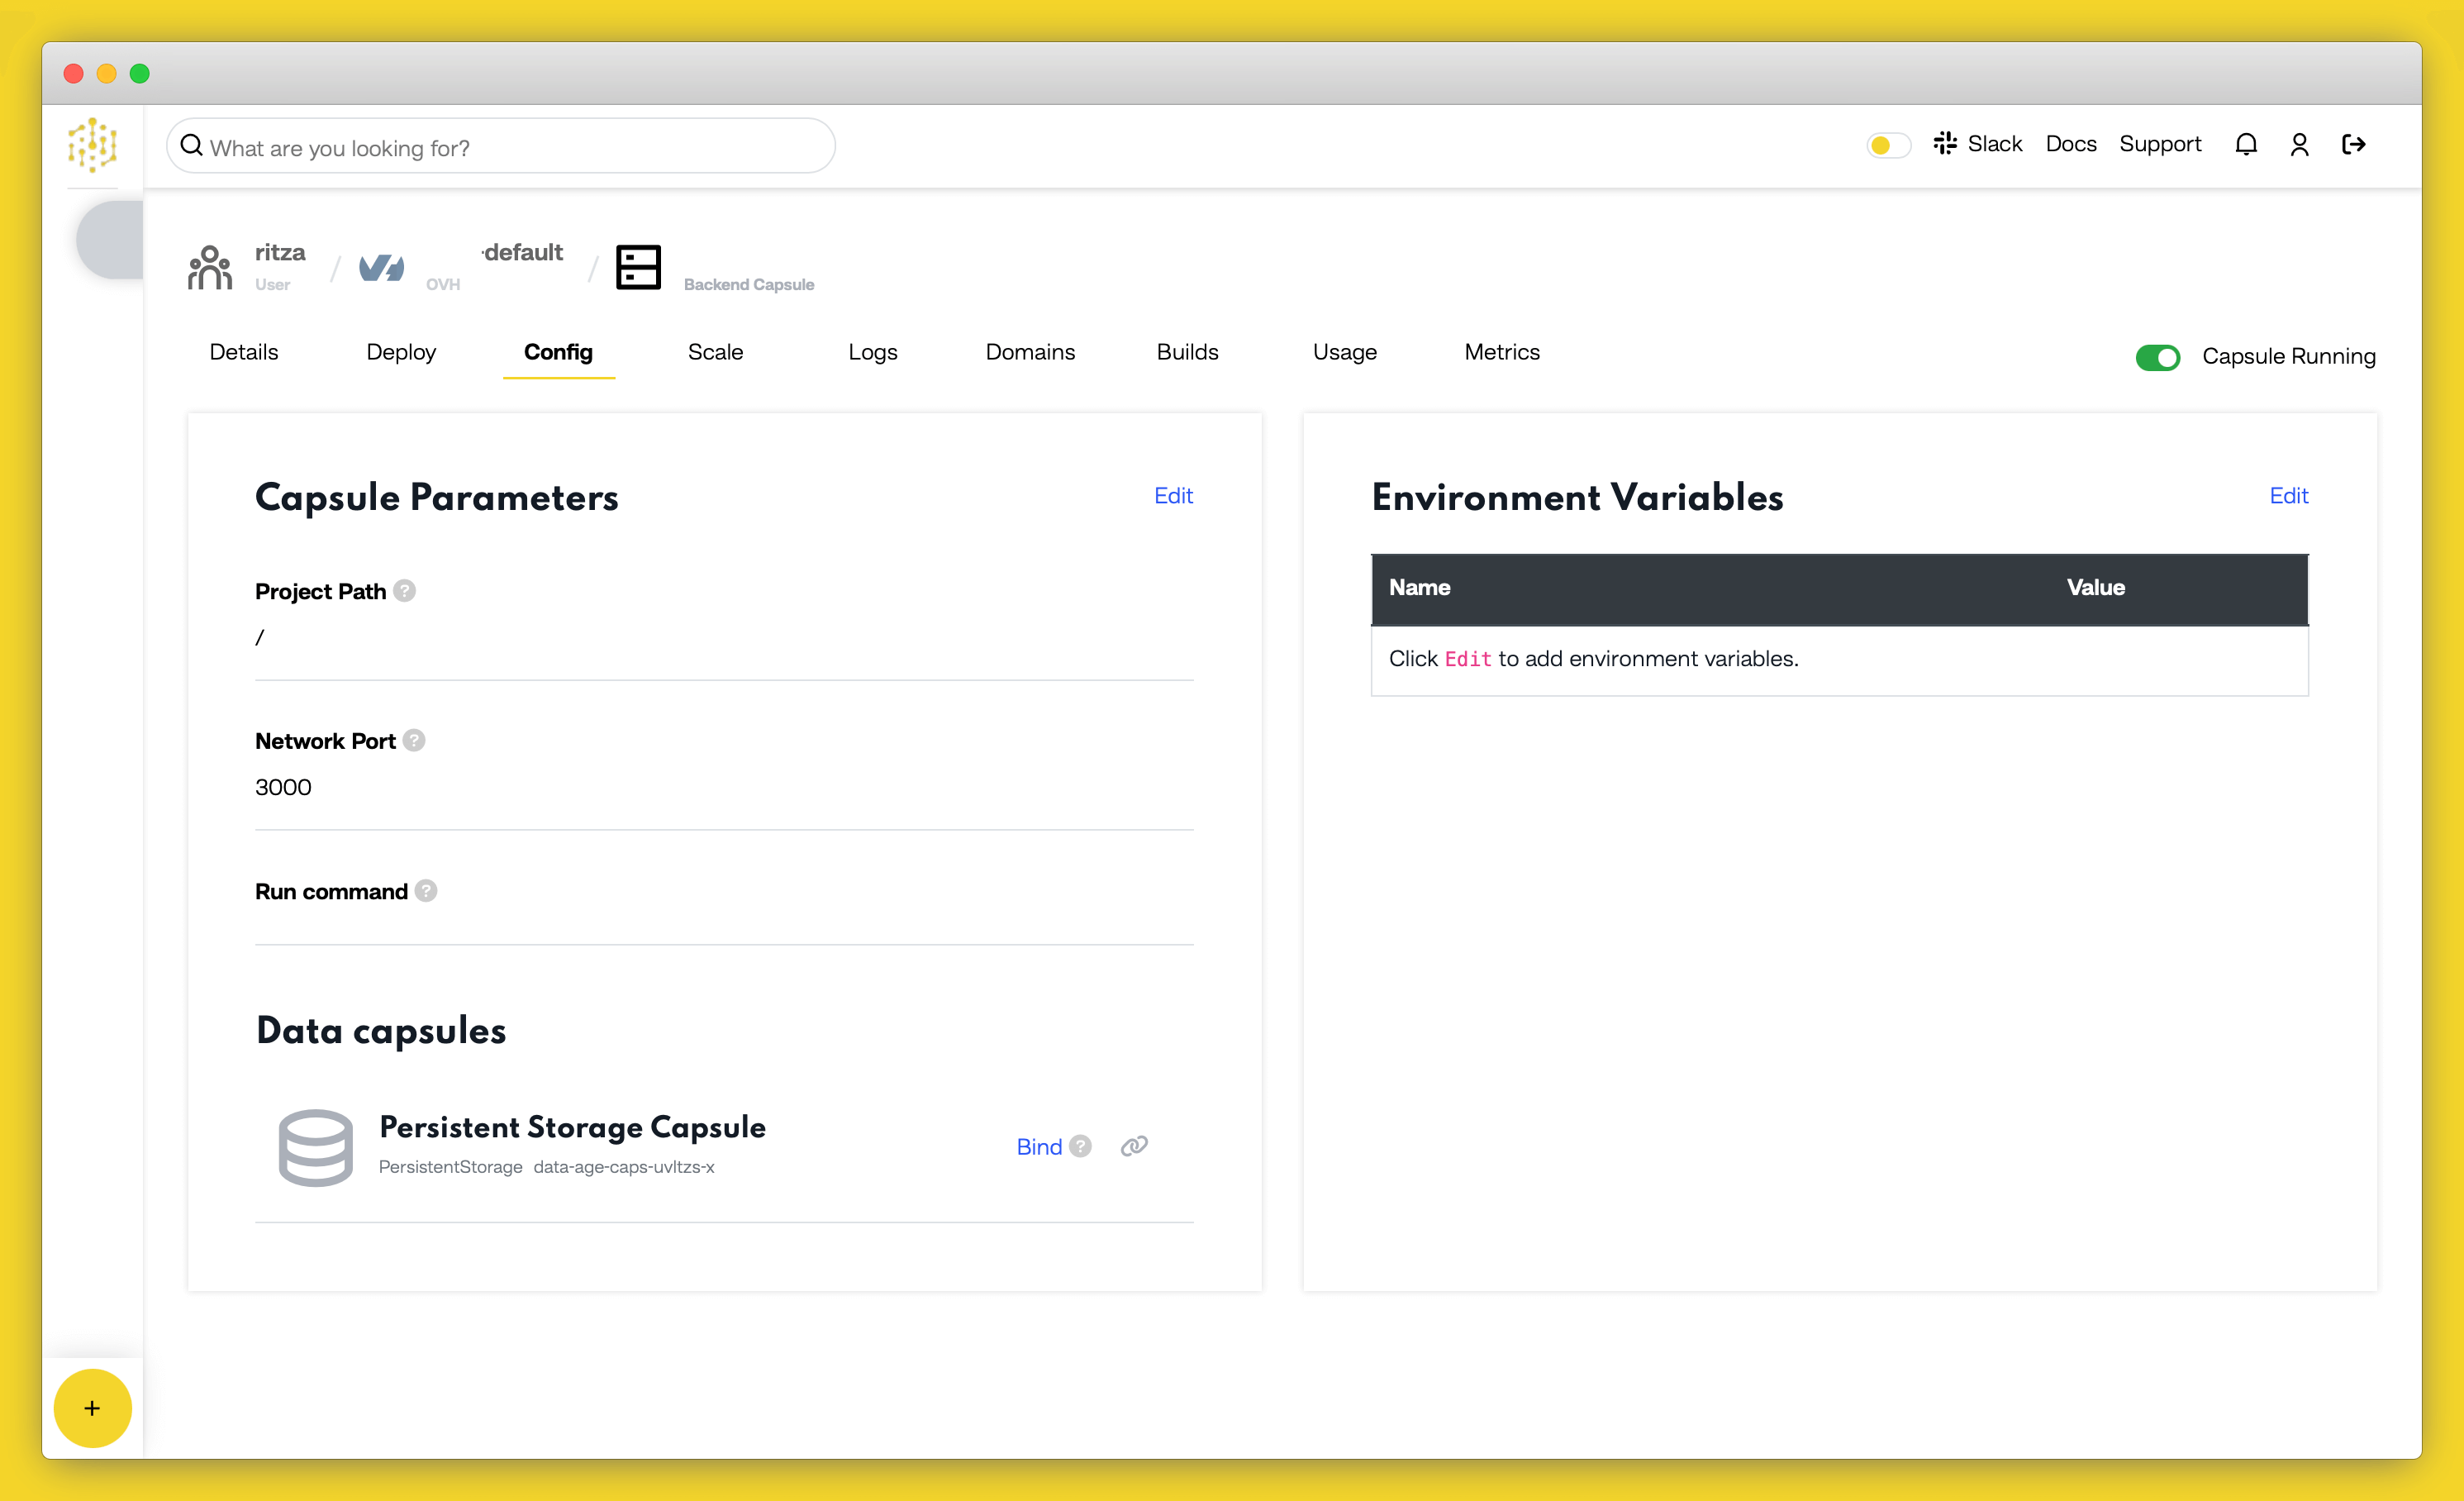 What are you looking for?
Slack Docs Support
ritza
User
default
OVH
Backend Capsule
Details Deploy Config Scale Logs Domains Builds Usage Metrics
Capsule Running
Capsule Parameters
Edit
Project Path ?
/
Network Port ?
3000
Run command ?
Data capsules
Persistent Storage Capsule
PersistentStorage data-age-caps-uvltzs-x
Bind ?
Environment Variables
Edit
Name Value
Click Edit to add environment variables.
+